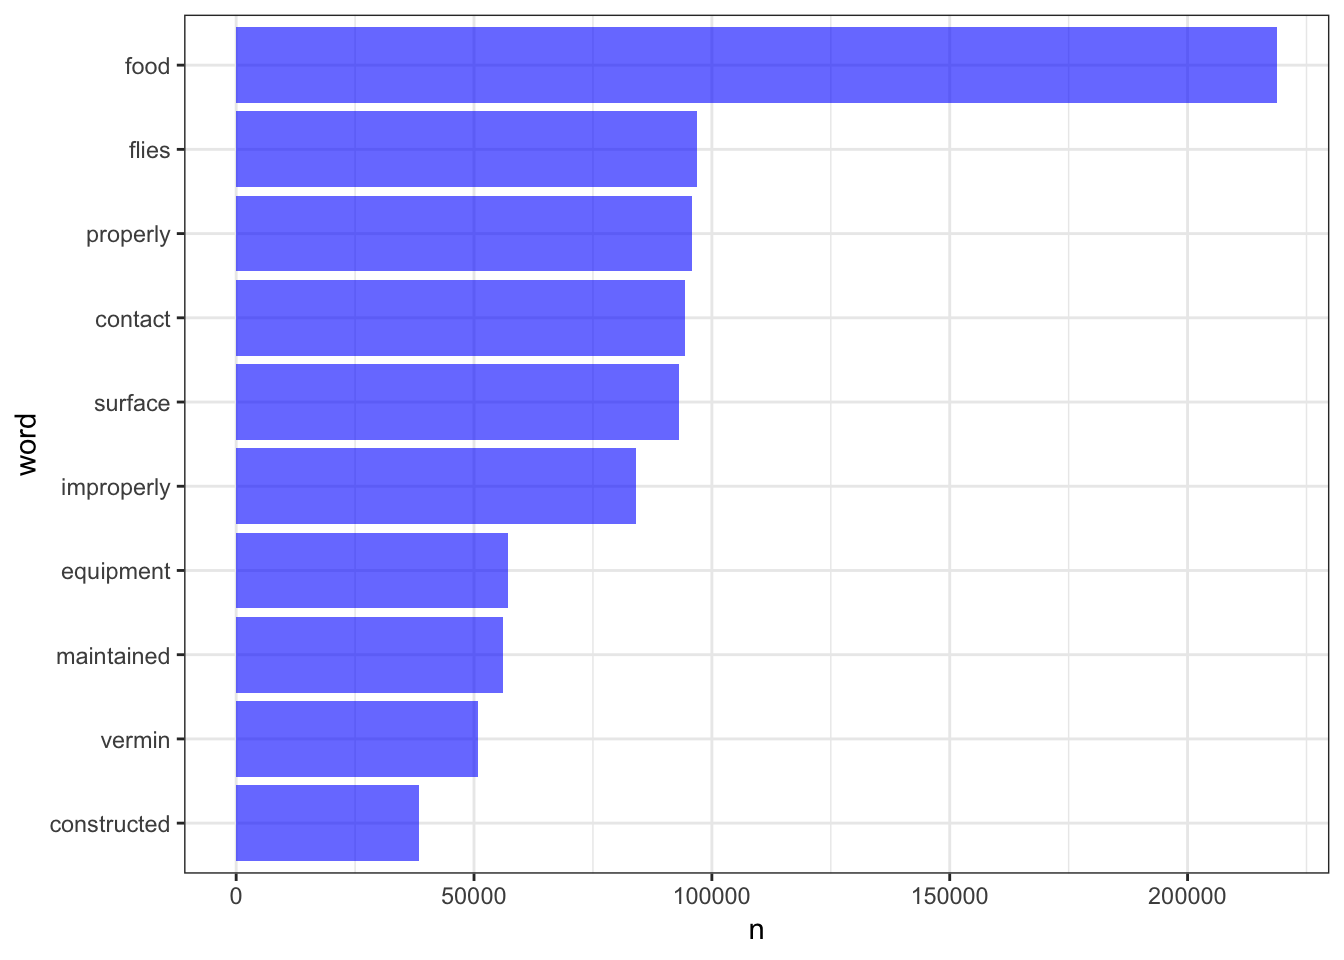 food
flies
properly
contact
surface
improperly
equipment
maintained
vermin
constructed
word
0 50000 100000 150000 200000
n